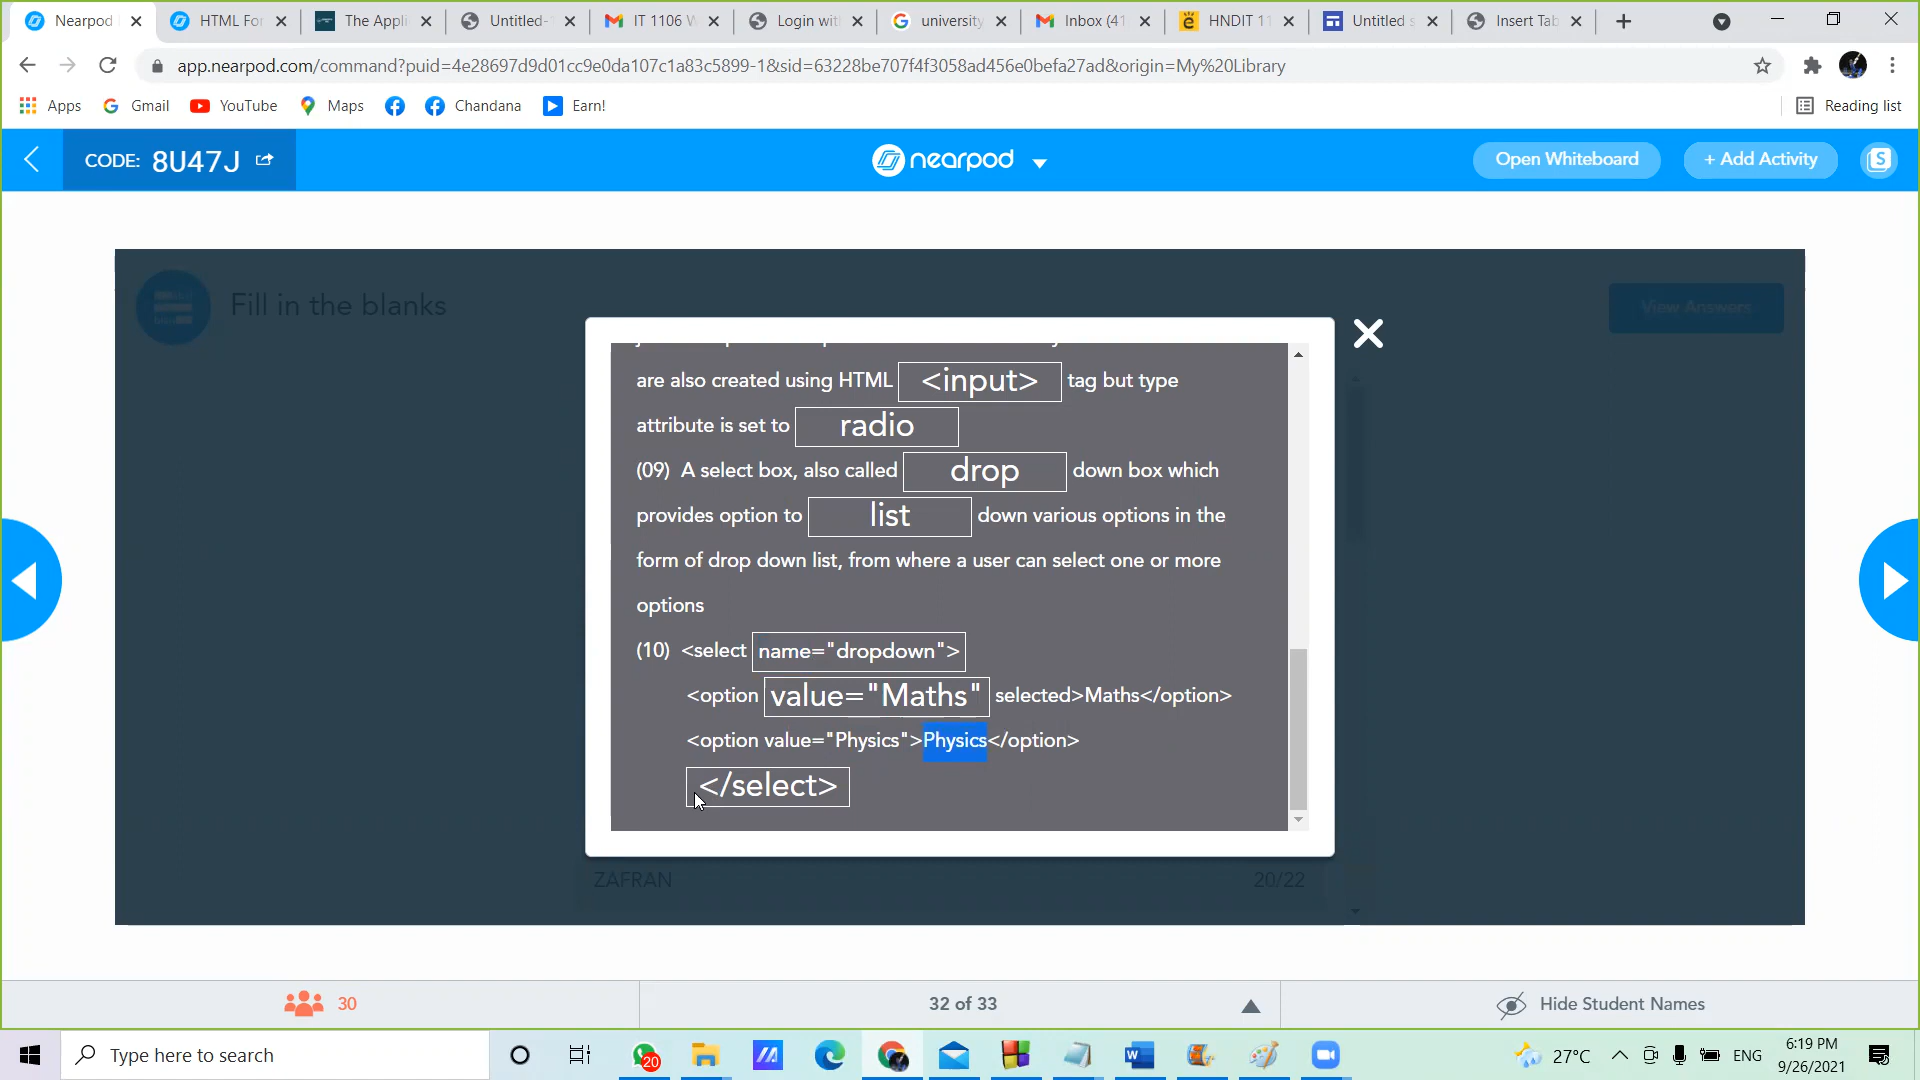 Nearpod
HTML For
The Appli
Untitled-
IT 1106 W
Login wit
university
Inbox (41
HNDIT 11
Untitled s
Insert Tab
app.nearpod.com/command?puid=4e28697d9d01cc9e0da107c1a83c5899-1&sid=63228be707f4f3058ad456e0befa27ad&origin=My%20Library
Apps
Gmail
YouTube
Maps
Chandana
Earn!
Reading list
CODE: 8U47J
nearpod
Open Whiteboard
+ Add Activity
S
Fill in the blanks
View Answers
are also created using HTML <input> tag but type
attribute is set to radio
(09) A select box, also called drop down box which
provides option to list down various options in the
form of drop down list, from where a user can select one or more
options
(10) <select name="dropdown">
<option value="Maths" selected>Maths</option>
<option value="Physics">Physics</option>
</select>
ZAFRAN 20/22
30
32 of 33
Hide Student Names
Type here to search
20
27°C
ENG
6:19 PM
9/26/2021